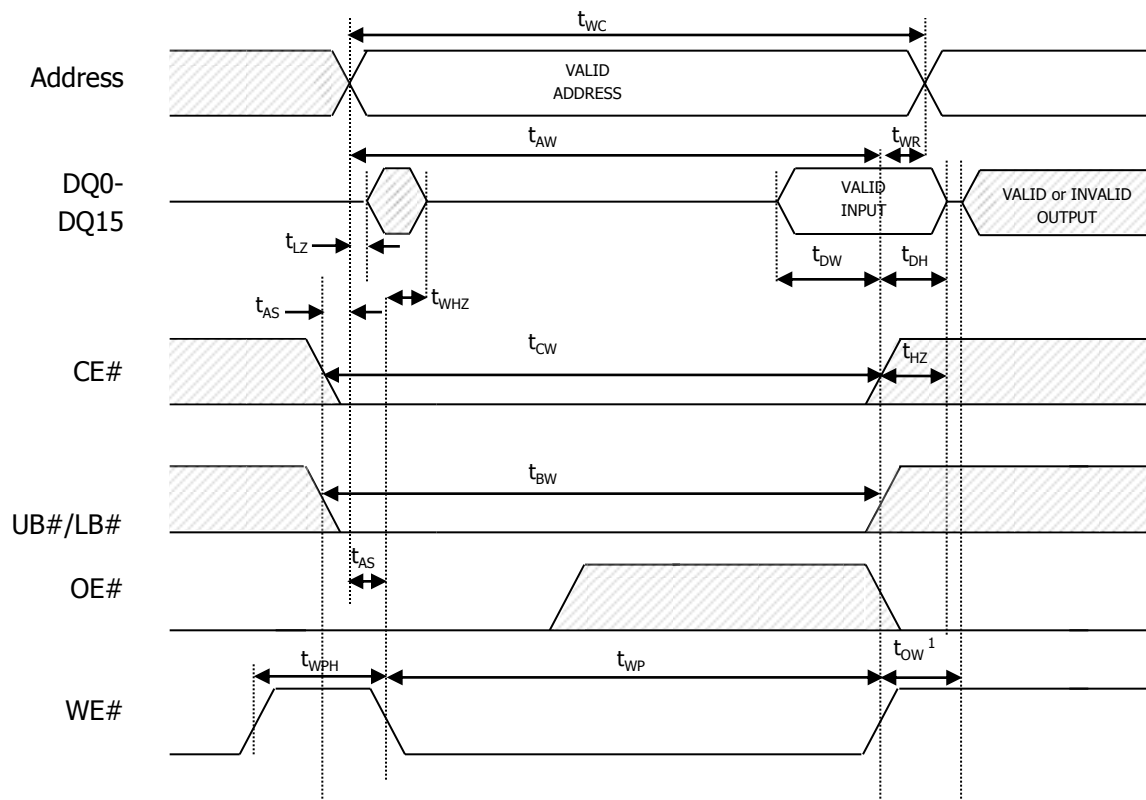 tWC
Address
VALID
ADDRESS
tAW
tWR
DQ0-
DQ15
VALID
INPUT
VALID or INVALID
OUTPUT
tLZ
tDW
tDH
tAS
tWHZ
CE#
tCW
tHZ
UB#/LB#
tBW
OE#
tAS
tWPH
tWP
tOW 1
WE#